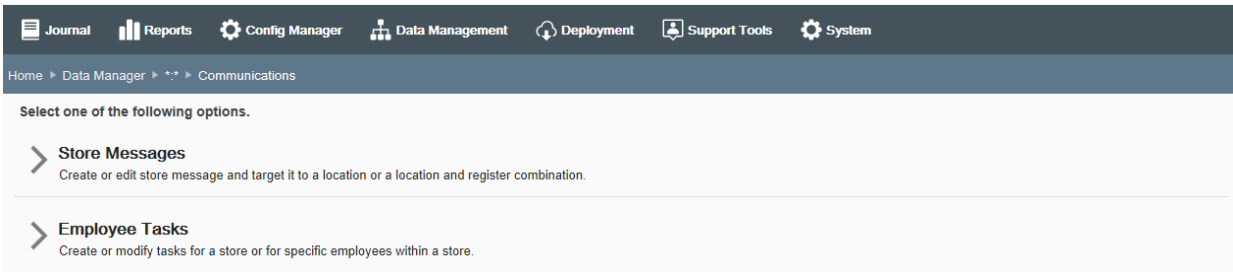 Journal Reports Config Manager Data Management Deployment Support Tools System
Home Data Manager *:* Communications
Select one of the following options.
Store Messages
Create or edit store message and target it to a location or a location and register combination.
Employee Tasks
Create or modify tasks for a store or for specific employees within a store.